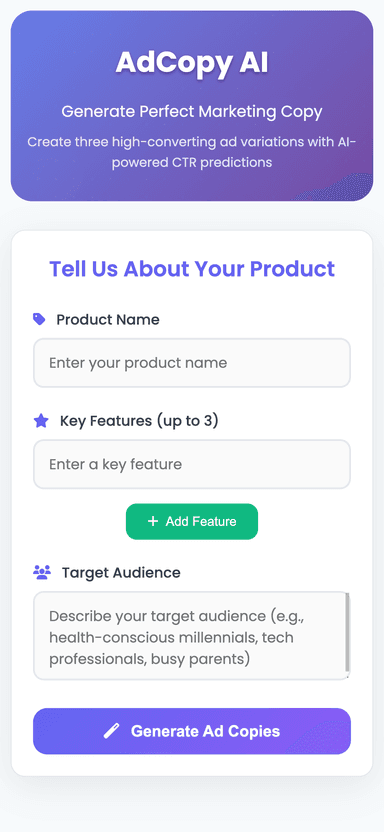 AdCopy AI
Generate Perfect Marketing Copy
Create three high-converting ad variations with AI-
powered CTR predictions
Tell Us About Your Product
Product Name
Enter your product name
Key Features (up to 3)
Enter a key feature
+ Add Feature
Target Audience
Describe your target audience (e.g.,
health-conscious millennials, tech
professionals, busy parents)
Generate Ad Copies